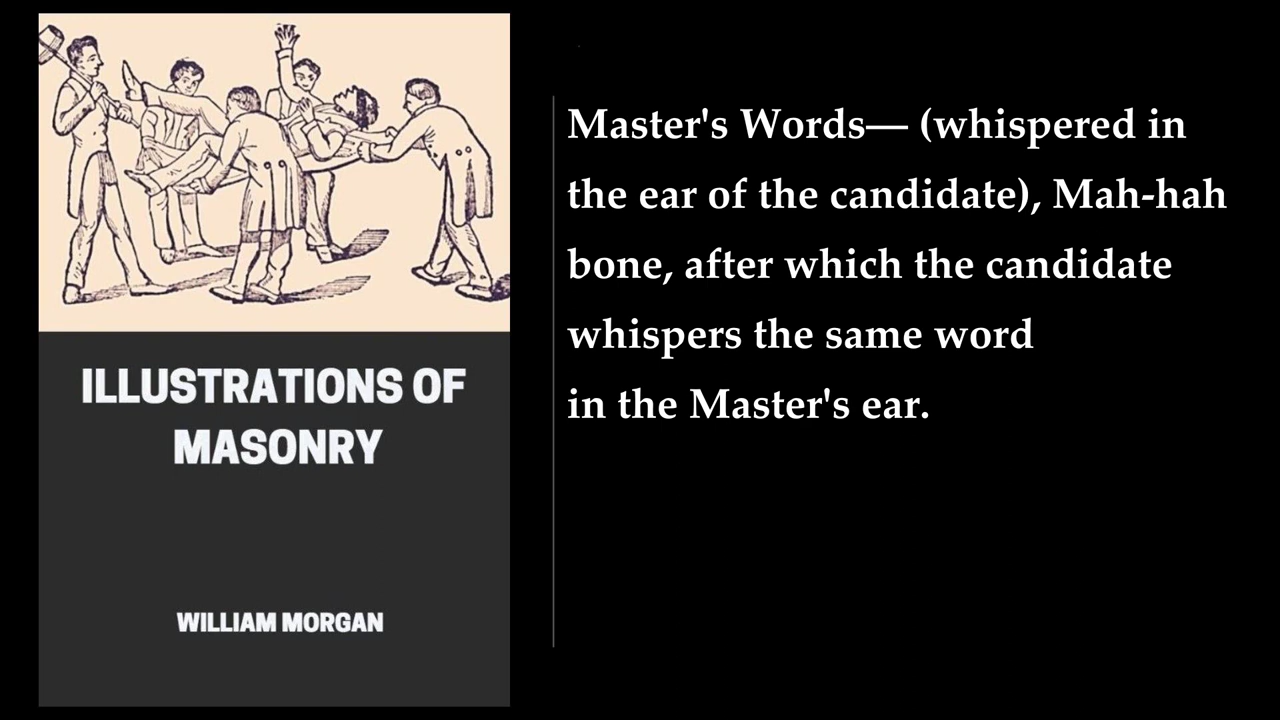 ILLUSTRATIONS OF
MASONRY
WILLIAM MORGAN
Master's Words— (whispered in
the ear of the candidate), Mah-hah
bone, after which the candidate
whispers the same word
in the Master's ear.